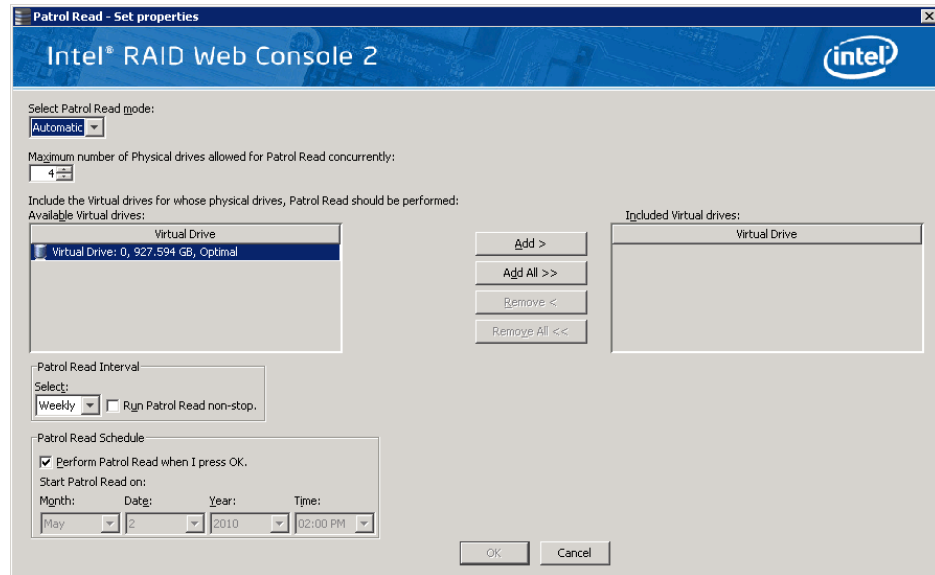 Patrol Read - Set properties
Intel® RAID Web Console 2
intel
Select Patrol Read mode:
Automatic
Maximum number of Physical drives allowed for Patrol Read concurrently:
4
Include the Virtual drives for whose physical drives, Patrol Read should be performed:
Available Virtual drives:
Virtual Drive
Virtual Drive: 0, 927.594 GB, Optimal
Add >
Add All >>
Remove <
Remove All <<
Included Virtual drives:
Virtual Drive
Patrol Read Interval
Select:
Weekly
Run Patrol Read non-stop.
Patrol Read Schedule
Perform Patrol Read when I press OK.
Start Patrol Read on:
Month: Date: Year: Time:
May 2 2010 02:00 PM
OK Cancel